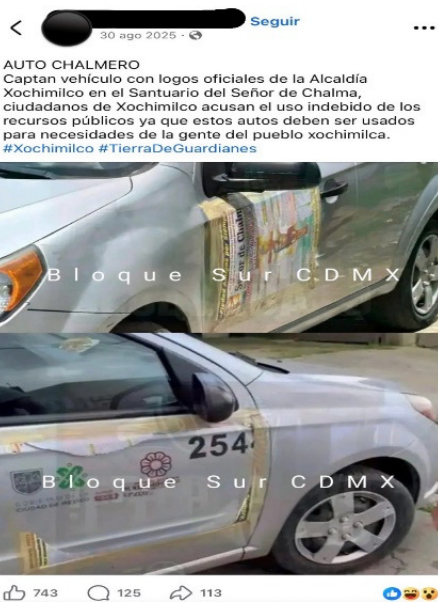 Seguir
30 ago 2025 ·
AUTO CHALMERO
Captan vehículo con logos oficiales de la Alcaldía
Xochimilco en el Santuario del Señor de Chalma,
ciudadanos de Xochimilco acusan el uso indebido de los
recursos públicos ya que estos autos deben ser usados
para necesidades de la gente del pueblo xochimilca.
#Xochimilco #TierraDeGuardianes
Bloque Sur CDMX
254
Bloque Sur CDMX
743 125 113